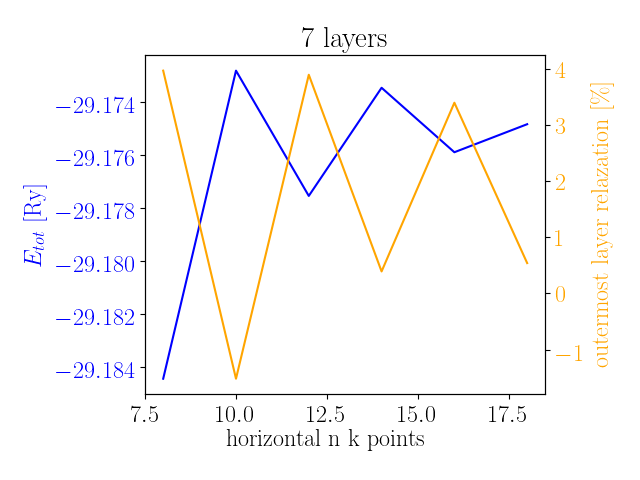 7 layers
−29.174
−29.176
−29.178
−29.180
−29.182
−29.184
E_tot [Ry]
4
3
2
1
0
−1
outermost layer relazation [%]
7.5 10.0 12.5 15.0 17.5
horizontal n k points